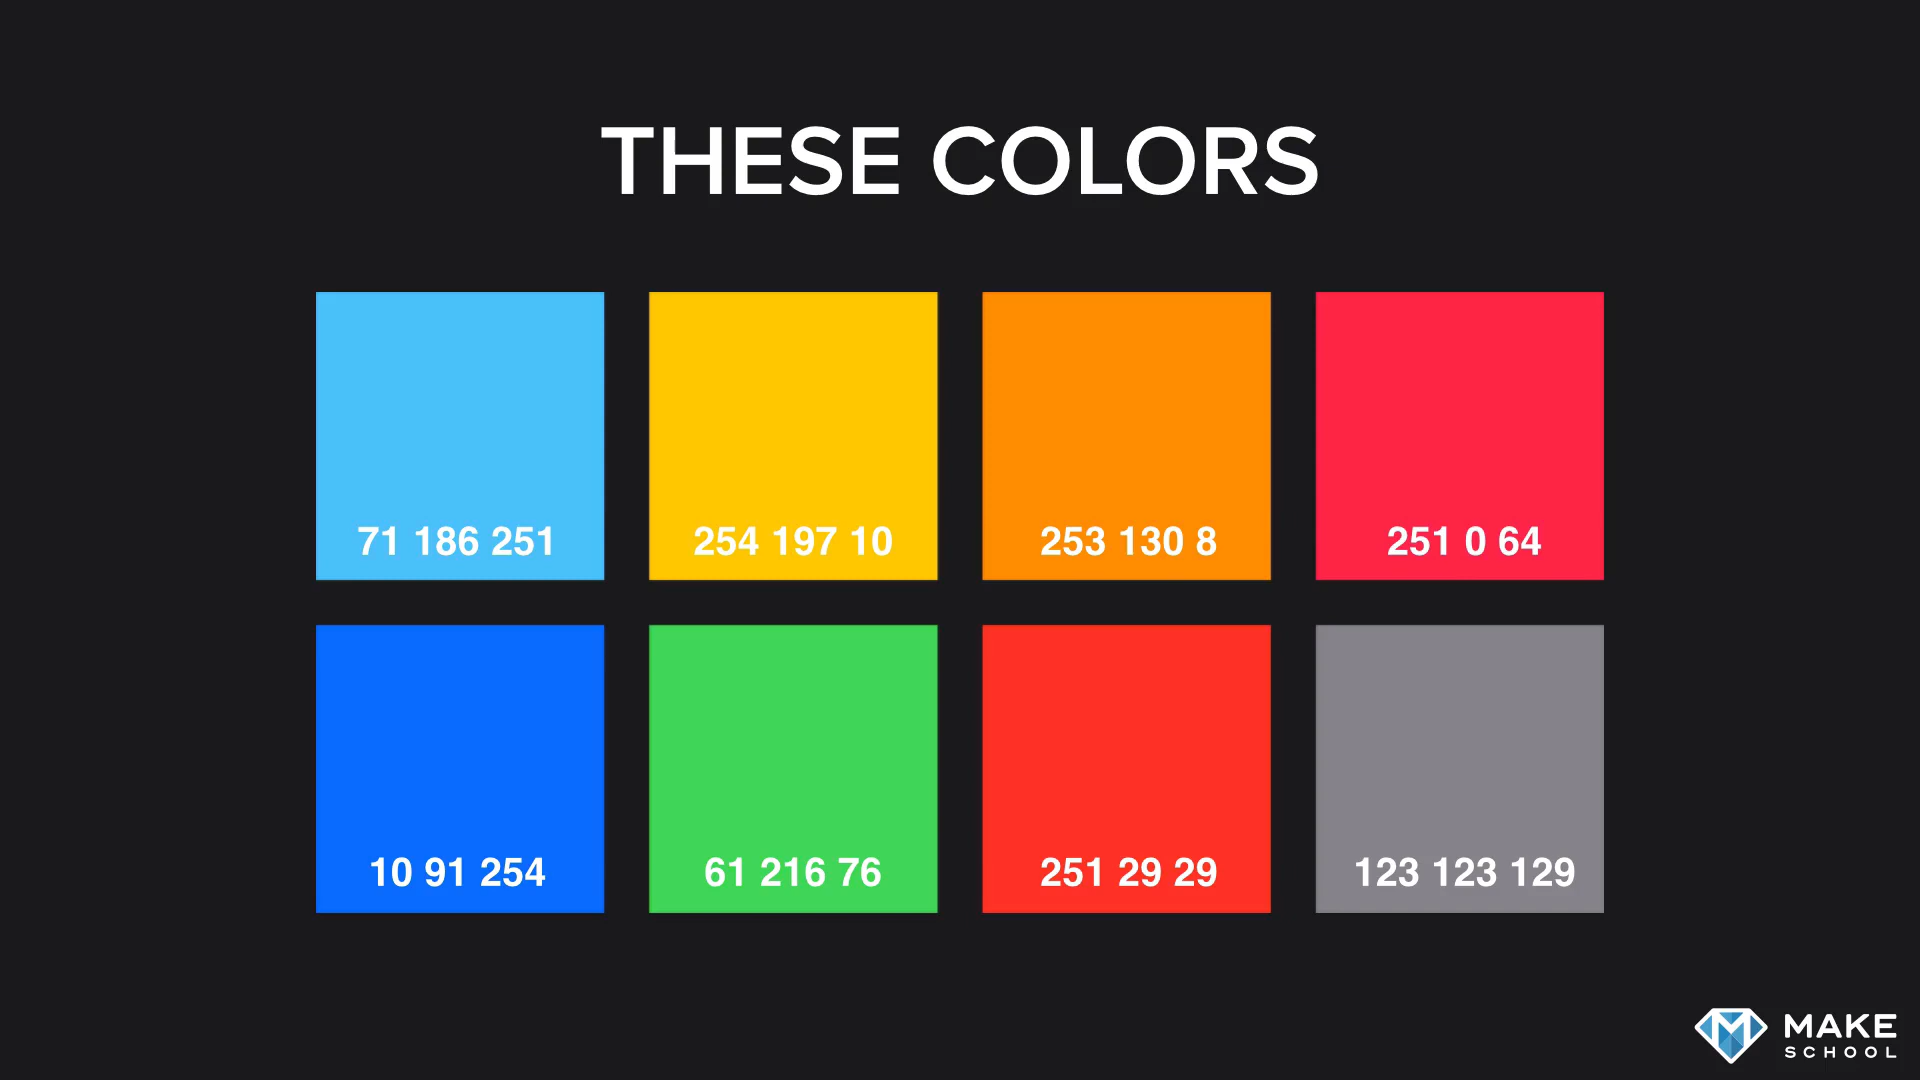 THESE COLORS
71 186 251
254 197 10
253 130 8
251 0 64
10 91 254
61 216 76
251 29 29
123 123 129
MAKE
SCHOOL